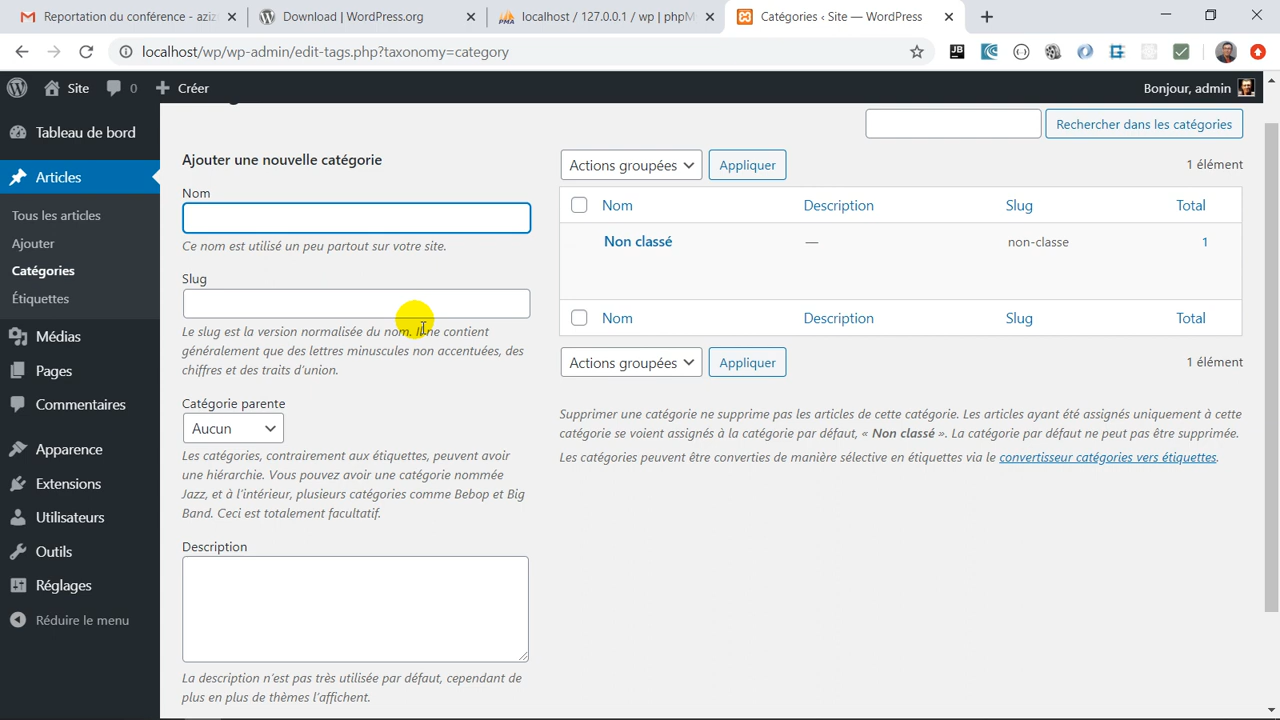 Reportation du conférence - aziz
Download | WordPress.org
localhost / 127.0.0.1 / wp | phpM
Catégories ‹ Site — WordPress
localhost/wp/wp-admin/edit-tags.php?taxonomy=category
Site
0
Créer
Bonjour, admin
Tableau de bord
Articles
Tous les articles
Ajouter
Catégories
Étiquettes
Médias
Pages
Commentaires
Apparence
Extensions
Utilisateurs
Outils
Réglages
Réduire le menu
Rechercher dans les catégories
Ajouter une nouvelle catégorie
Nom
Ce nom est utilisé un peu partout sur votre site.
Slug
Le slug est la version normalisée du nom. Il ne contient
généralement que des lettres minuscules non accentuées, des
chiffres et des traits d'union.
Catégorie parente
Aucun
Les catégories, contrairement aux étiquettes, peuvent avoir
une hiérarchie. Vous pouvez avoir une catégorie nommée
Jazz, et à l'intérieur, plusieurs catégories comme Bebop et Big
Band. Ceci est totalement facultatif.
Description
La description n'est pas très utilisée par défaut, cependant de
plus en plus de thèmes l'affichent.
Actions groupées Appliquer 1 élément
Nom Description Slug Total
Non classé — non-classe 1
Nom Description Slug Total
Actions groupées Appliquer 1 élément
Supprimer une catégorie ne supprime pas les articles de cette catégorie. Les articles ayant été assignés uniquement à cette
catégorie se voient assignés à la catégorie par défaut, « Non classé ». La catégorie par défaut ne peut pas être supprimée.
Les catégories peuvent être converties de manière sélective en étiquettes via le convertisseur catégories vers étiquettes.